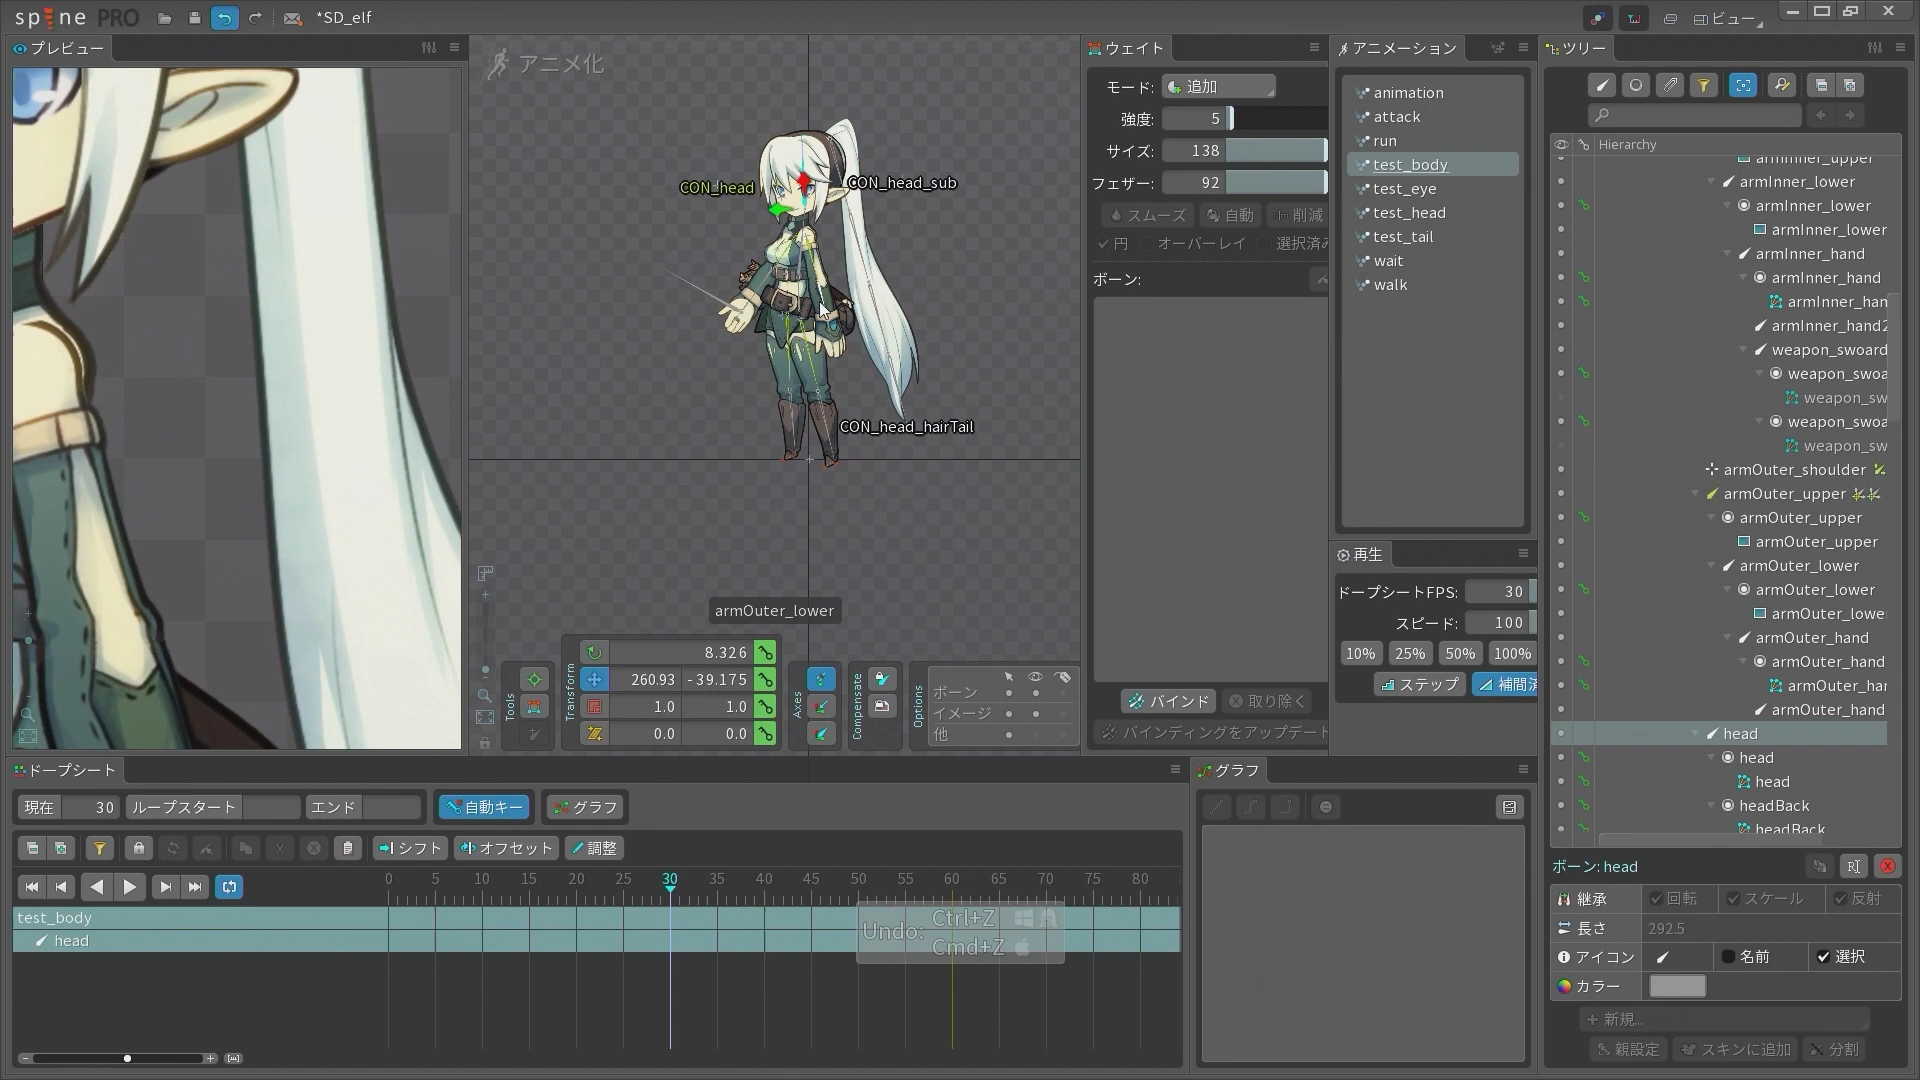 spine PRO
*SD_elf
ビュー
プレビュー
アニメ化
CON_head
CON_head_sub
CON_head_hairTail
armOuter_lower
Tools
Transform
8.326
260.93
-39.175
1.0
1.0
0.0
0.0
Axes
Compensate
Options
ボーン
イメージ
他
ウェイト
モード:
追加
強度:
5
サイズ:
138
フェザー:
92
スムーズ
自動
削減
円
オーバーレイ
選択済み
ボーン:
バインド
取り除く
バインディングをアップデート
アニメーション
animation
attack
run
test_body
test_eye
test_head
test_tail
wait
walk
再生
ドープシートFPS:
30
スピード:
100
10%
25%
50%
100%
ステップ
補間済
ツリー
Hierarchy
armInner_upper
armInner_lower
armInner_lower
armInner_lower
armInner_hand
armInner_hand
armInner_han
armInner_hand2
weapon_swoard
weapon_swoa
weapon_sw
weapon_swoa
weapon_sw
armOuter_shoulder
armOuter_upper
armOuter_upper
armOuter_upper
armOuter_lower
armOuter_lower
armOuter_lowe
armOuter_hand
armOuter_hand
armOuter_har
armOuter_hand
head
head
head
headBack
headBack
ボーン: head
継承
回転
スケール
反射
長さ
292.5
アイコン
名前
選択
カラー
新規...
親設定
スキンに追加
分割
ドープシート
現在
30
ループスタート
エンド
自動キー
グラフ
シフト
オフセット
調整
0 5 10 15 20 25 30 35 40 45 50 55 60 65 70 75 80
test_body
head
Undo:
Ctrl+Z
Cmd+Z
グラフ